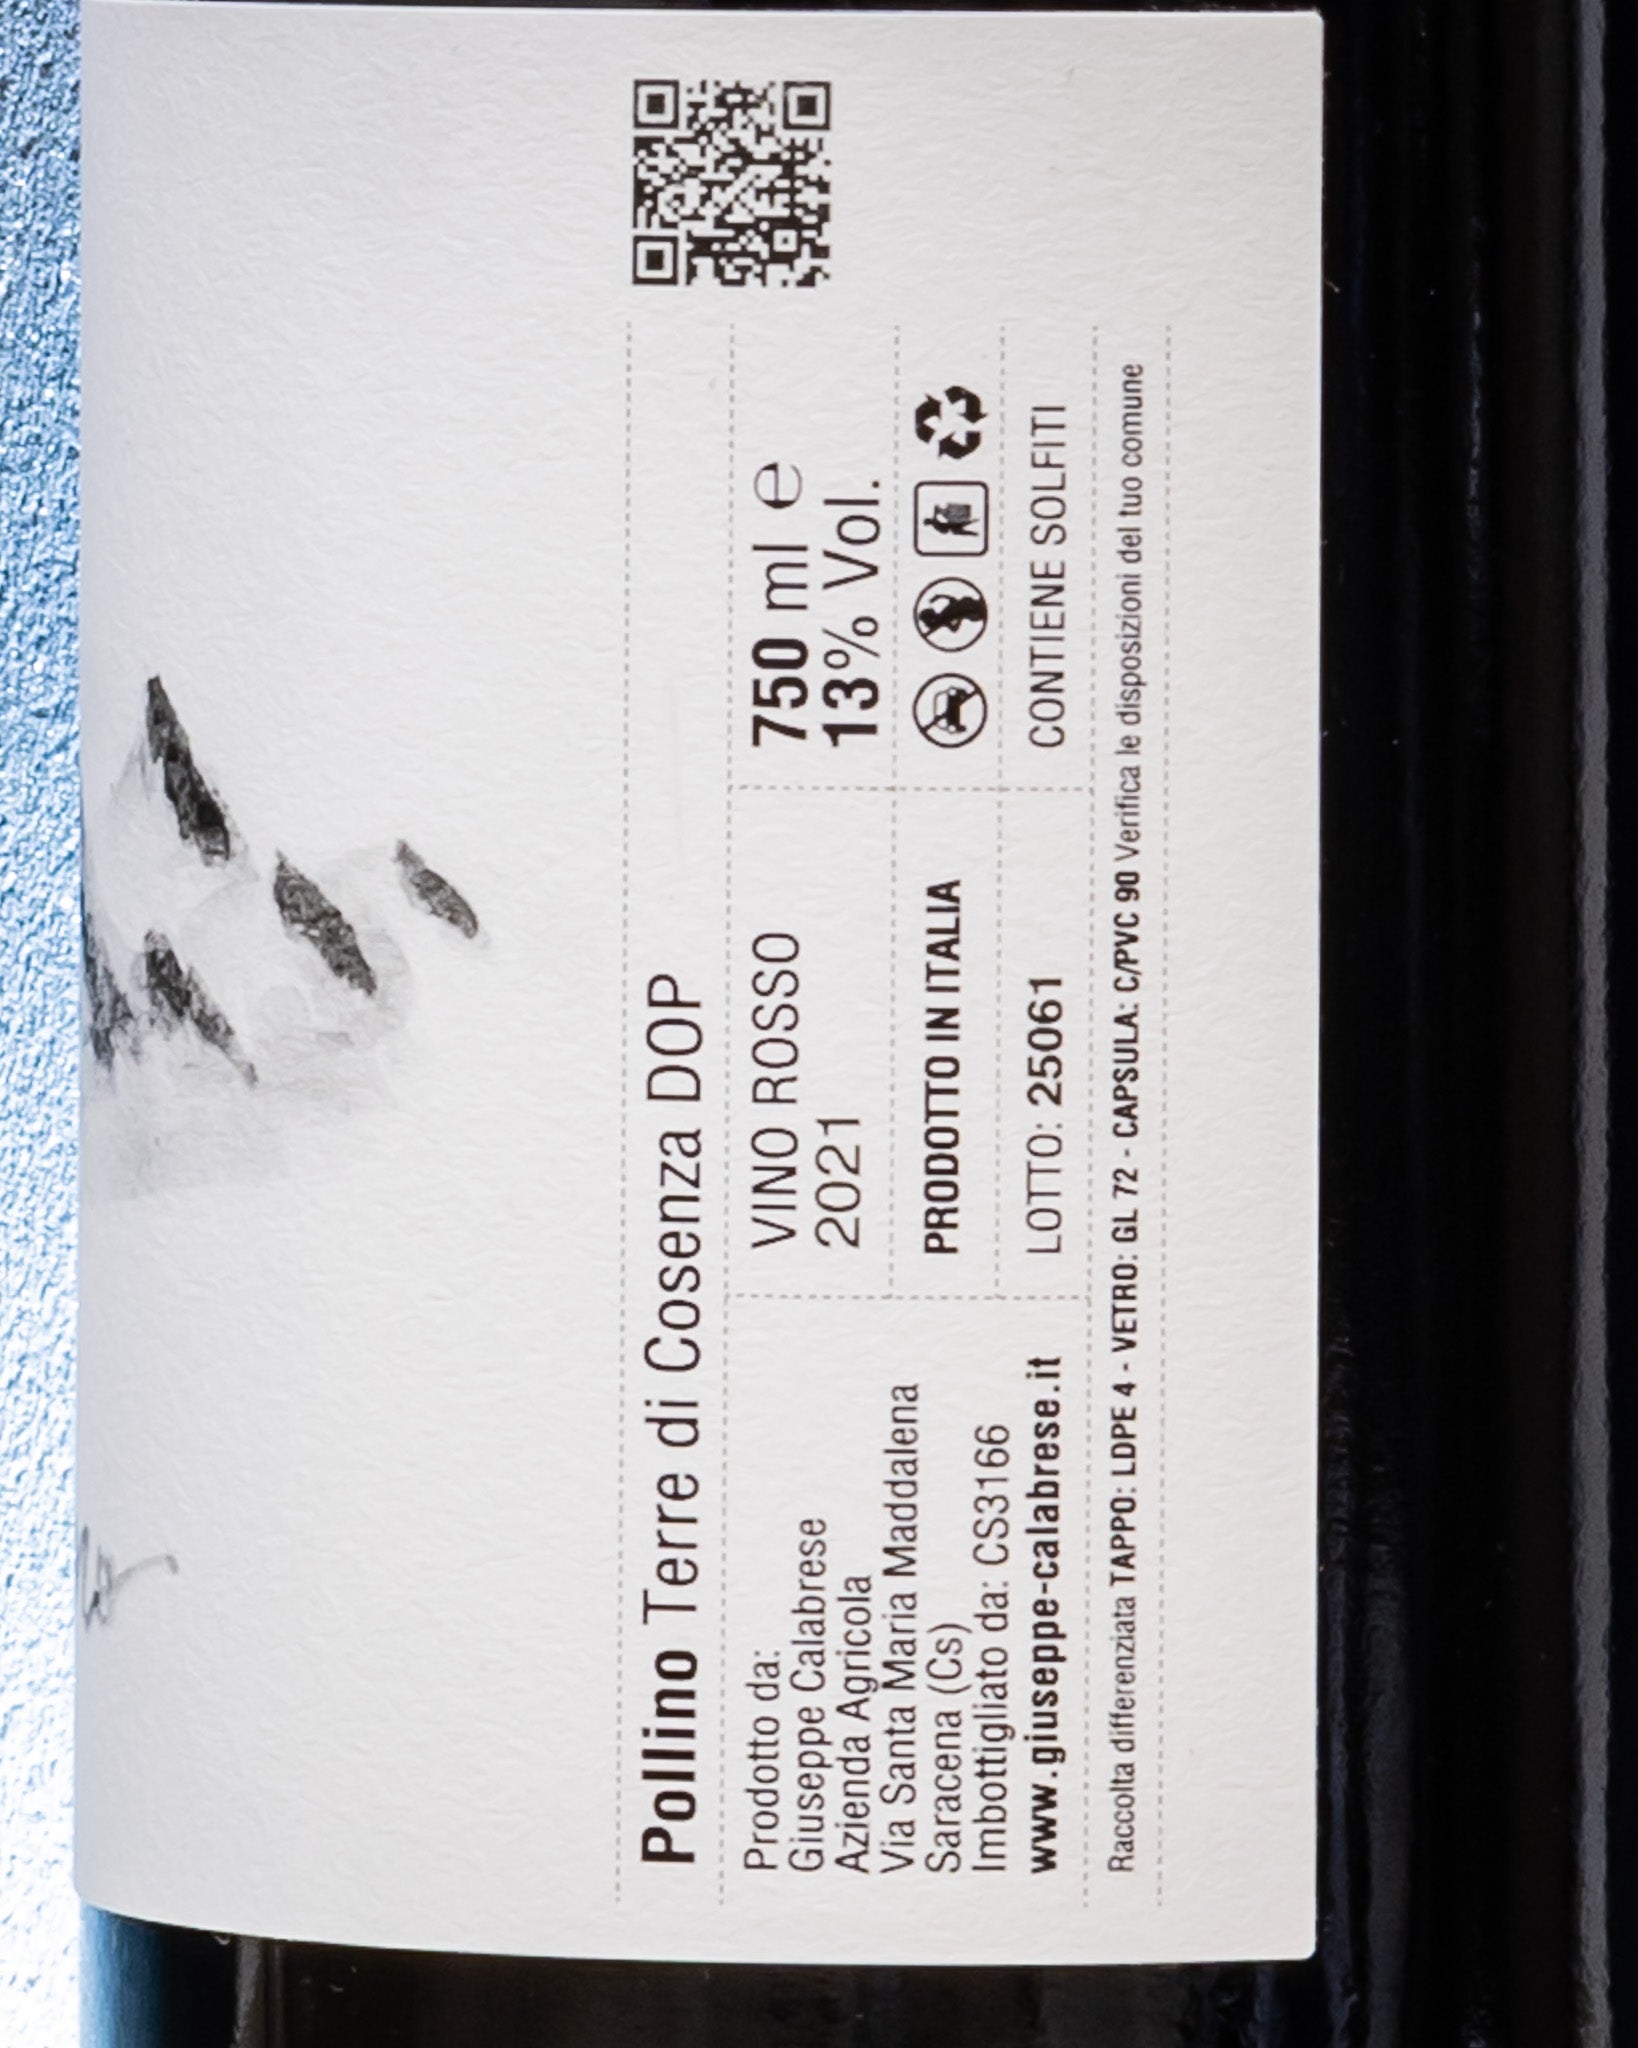 Pollino Terre di Cosenza DOP
Prodotto da:
Giuseppe Calabrese
Azienda Agricola
Via Santa Maria Maddalena
Saracena (Cs)
Imbottigliato da: CS3166
www.giuseppe-calabrese.it
VINO ROSSO
2021
PRODOTTO IN ITALIA
LOTTO: 25061
750 ml ℮
13% Vol.
CONTIENE SOLFITI
Raccolta differenziata TAPPO: LDPE 4 - VETRO: GL 72 - CAPSULA: C/PVC 90 Verifica le disposizioni del tuo comune